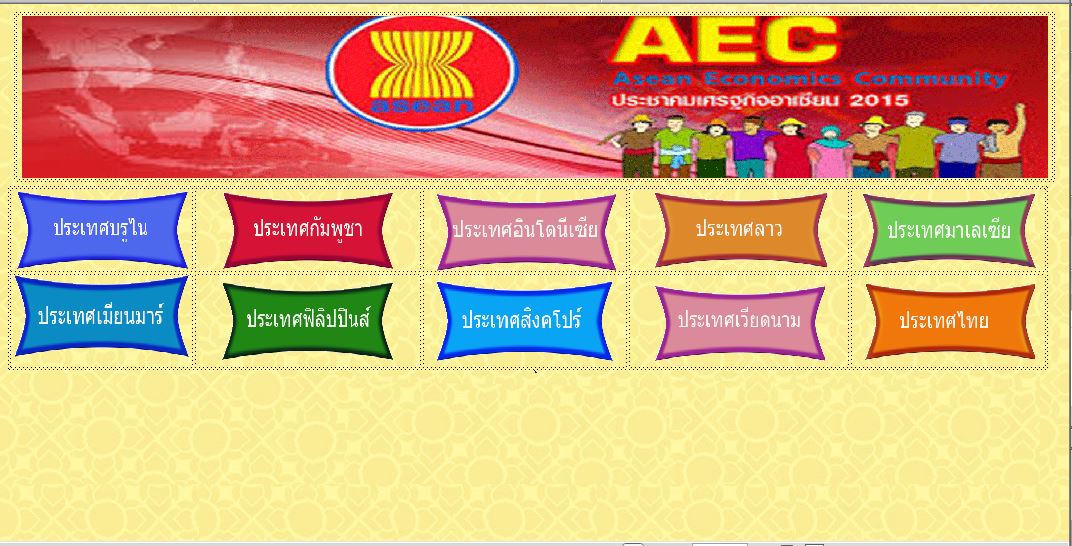 AEC
asean
Asean Economics Community
ประชาคมเศรฐกิจอาเซียน 2015
ประเทศบรูไน
ประเทศกัมพูชา
ประเทศอินโดนีเซีย
ประเทศลาว
ประเทศมาเลเซีย
ประเทศเมียนมาร์
ประเทศฟิลิปปินส์
ประเทศสิงคโปร์
ประเทศเวียดนาม
ประเทศไทย